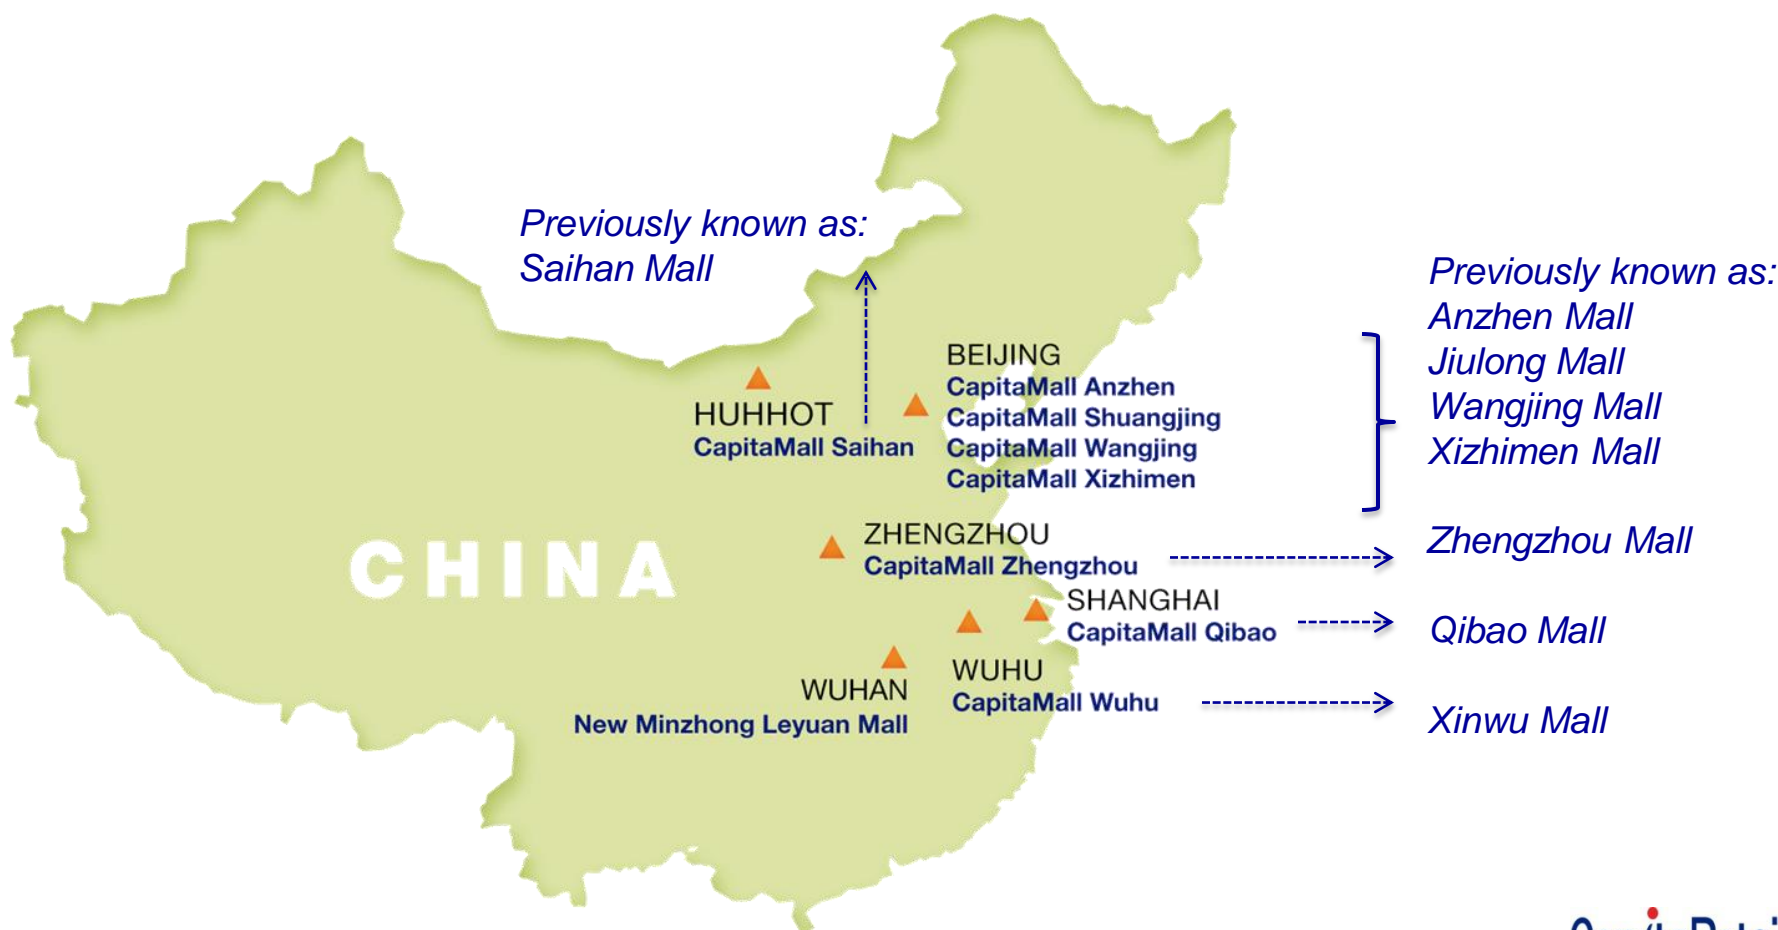 Previously known as:
Saihan Mall
Previously known as:
Anzhen Mall
Jiulong Mall
Wangjing Mall
Xizhimen Mall
BEIJING
CapitaMall Anzhen
CapitaMall Shuangjing
CapitaMall Wangjing
CapitaMall Xizhimen
HUHHOT
CapitaMall Saihan
CHINA
ZHENGZHOU
CapitaMall Zhengzhou
Zhengzhou Mall
SHANGHAI
CapitaMall Qibao
Qibao Mall
WUHU
CapitaMall Wuhu
Xinwu Mall
WUHAN
New Minzhong Leyuan Mall